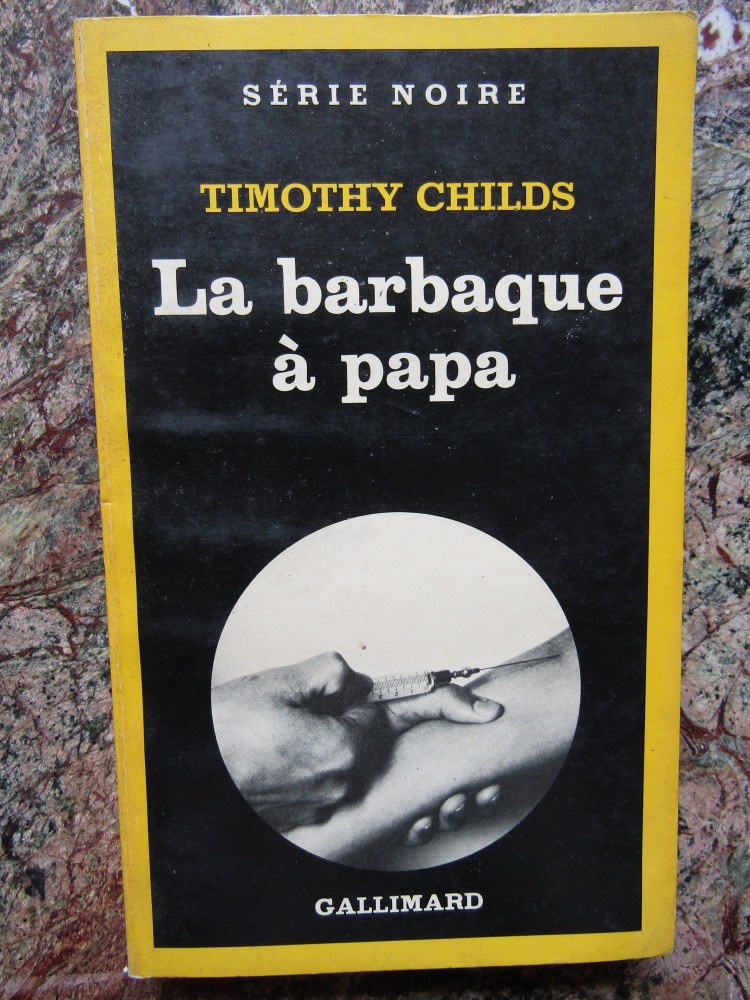 SÉRIE NOIRE
TIMOTHY CHILDS
La barbaque
à papa
GALLIMARD